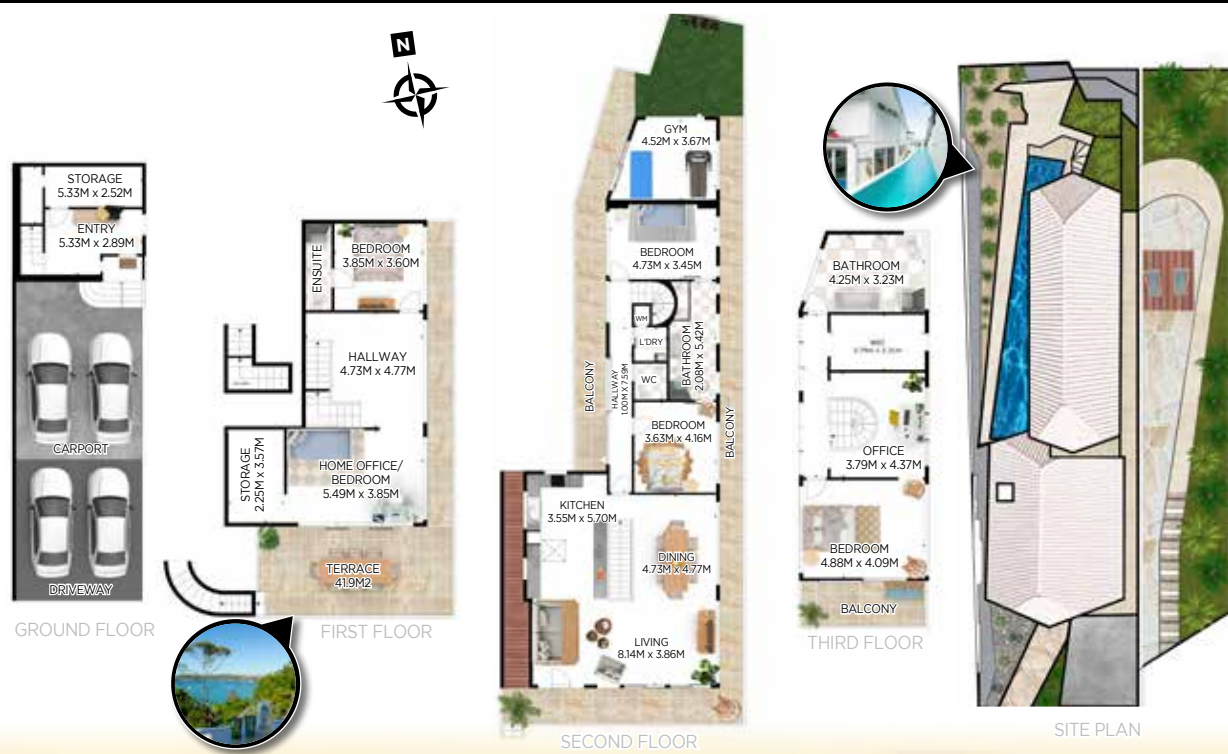 N
STORAGE
5.33M x 2.52M
ENTRY
5.33M x 2.89M
CARPORT
DRIVEWAY
GROUND FLOOR
ENSUITE
BEDROOM
3.85M x 3.60M
HALLWAY
4.73M x 4.77M
STORAGE
2.25M x 3.57M
HOME OFFICE/
BEDROOM
5.49M x 3.85M
TERRACE
41.9M2
FIRST FLOOR
GYM
4.52M x 3.67M
BEDROOM
4.73M x 3.45M
WM
L'DRY
WC
BATHROOM
2.08M x 5.42M
HALLWAY
1.00M x 7.59M
BALCONY
BALCONY
BEDROOM
3.63M x 4.16M
KITCHEN
3.55M x 5.70M
DINING
4.73M x 4.77M
LIVING
8.14M x 3.86M
SECOND FLOOR
BATHROOM
4.25M x 3.23M
OFFICE
3.79M x 4.37M
BEDROOM
4.88M x 4.09M
BALCONY
THIRD FLOOR
SITE PLAN